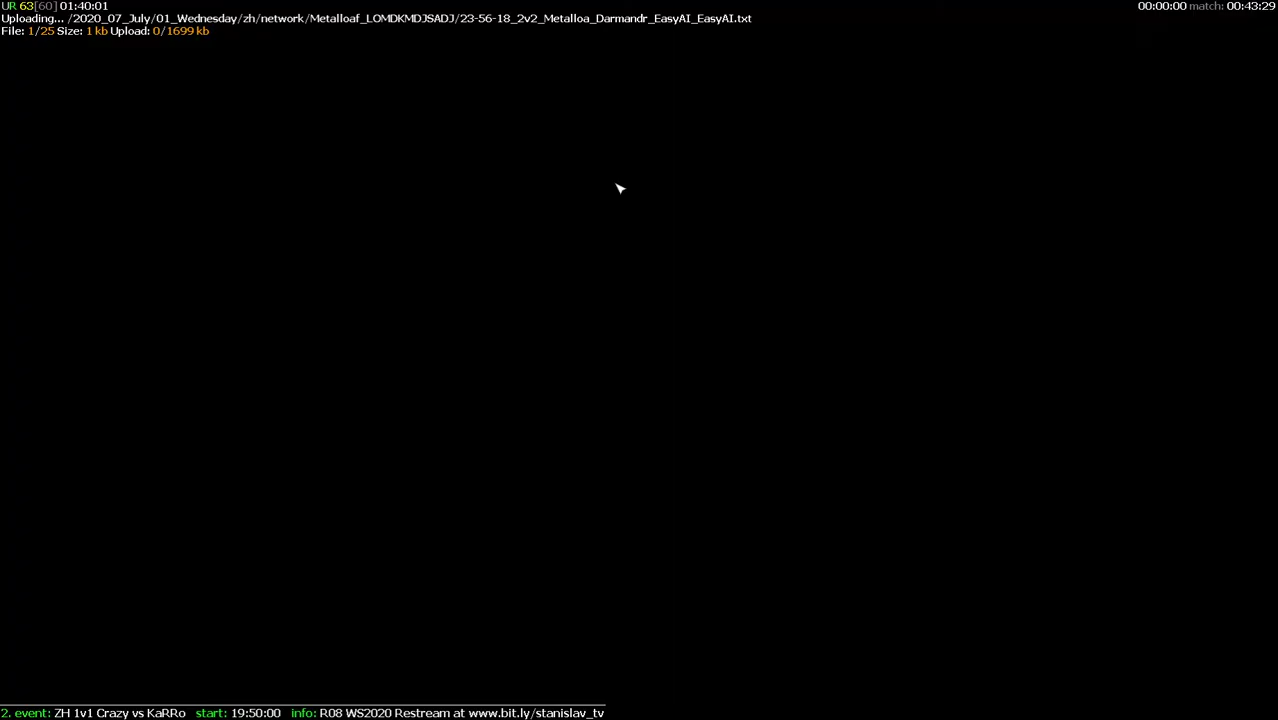 UR 63[60] 01:40:01
00:00:00 match: 00:43:29
Uploading... /2020_07_July/01_Wednesday/zh/network/Metalloaf_LOMDKMDJSADJ/23-56-18_2v2_Metalloa_Darmandr_EasyAI_EasyAI.txt
File: 1/25 Size: 1 kb Upload: 0/1699 kb
2. event: ZH 1v1 Crazy vs KaRRo start: 19:50:00 info: R08 WS2020 Restream at www.bit.ly/stanislav_tv